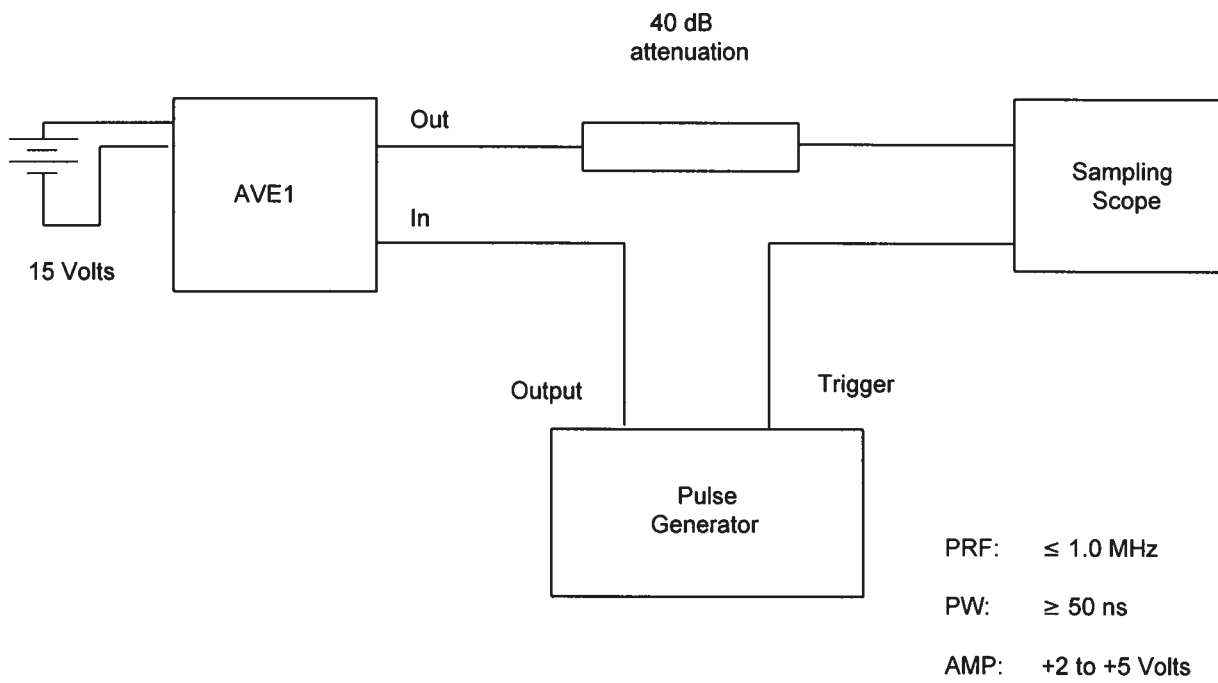 40 dB
attenuation
Out
AVE1
In
Sampling
Scope
15 Volts
Output
Trigger
Pulse
Generator
PRF: ≤ 1.0 MHz
PW: ≥ 50 ns
AMP: +2 to +5 Volts